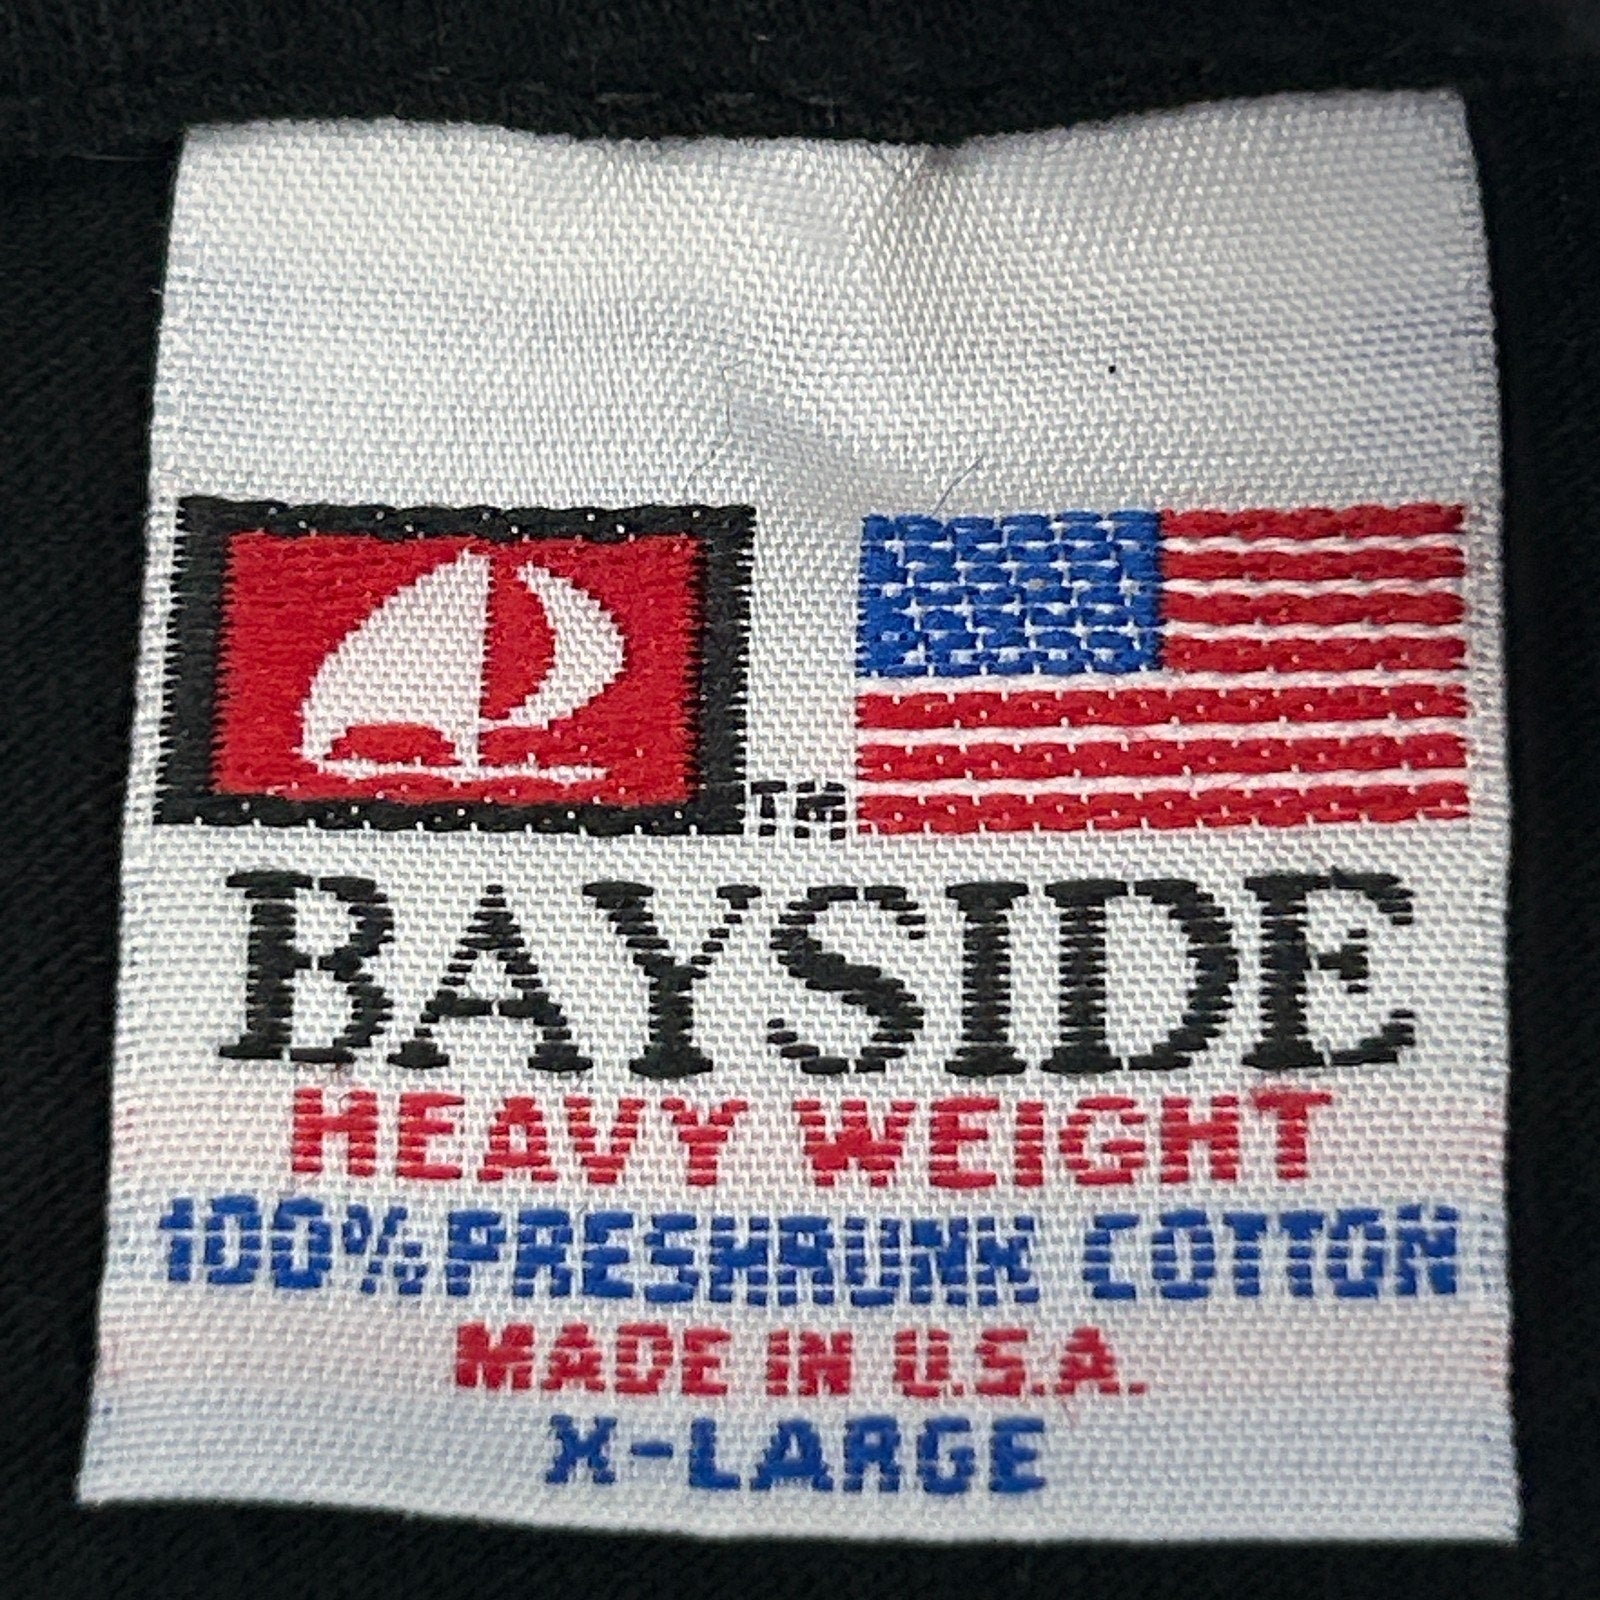 TM
BAYSIDE
HEAVY WEIGHT
100% PRESHRUNK COTTON
MADE IN U.S.A.
X-LARGE